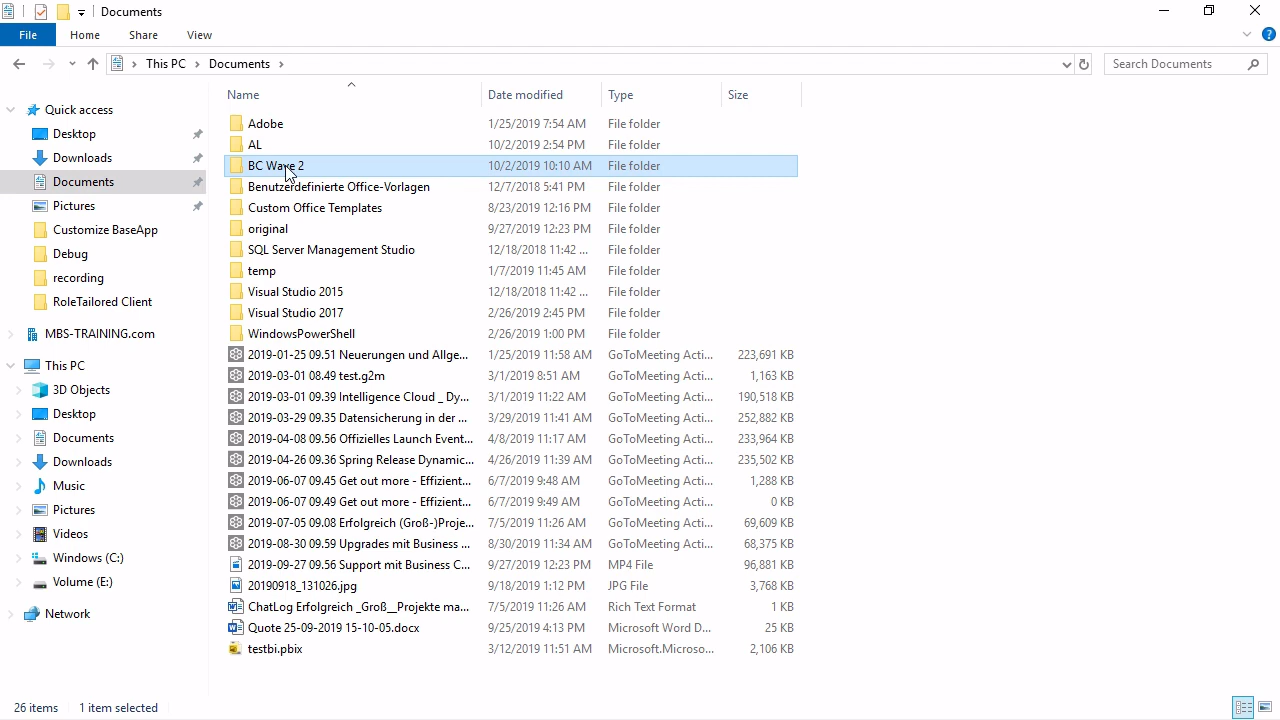 Documents
File Home Share View
This PC Documents Search Documents
Name Date modified Type Size
Quick access
Desktop
Downloads
Documents
Pictures
Customize BaseApp
Debug
recording
RoleTailored Client
MBS-TRAINING.com
This PC
3D Objects
Desktop
Documents
Downloads
Music
Pictures
Videos
Windows (C:)
Volume (E:)
Network
Adobe 1/25/2019 7:54 AM File folder
AL 10/2/2019 2:54 PM File folder
BC Wave 2 10/2/2019 10:10 AM File folder
Benutzerdefinierte Office-Vorlagen 12/7/2018 5:41 PM File folder
Custom Office Templates 8/23/2019 12:16 PM File folder
original 9/27/2019 12:23 PM File folder
SQL Server Management Studio 12/18/2018 11:42 ... File folder
temp 1/7/2019 11:45 AM File folder
Visual Studio 2015 12/18/2018 11:42 ... File folder
Visual Studio 2017 2/26/2019 2:45 PM File folder
WindowsPowerShell 2/26/2019 1:00 PM File folder
2019-01-25 09.51 Neuerungen und Allge... 1/25/2019 11:58 AM GoToMeeting Acti... 223,691 KB
2019-03-01 08.49 test.g2m 3/1/2019 8:51 AM GoToMeeting Acti... 1,163 KB
2019-03-01 09.39 Intelligence Cloud _ Dy... 3/1/2019 11:22 AM GoToMeeting Acti... 190,518 KB
2019-03-29 09.35 Datensicherung in der ... 3/29/2019 11:41 AM GoToMeeting Acti... 252,882 KB
2019-04-08 09.56 Offizielles Launch Event... 4/8/2019 11:17 AM GoToMeeting Acti... 233,964 KB
2019-04-26 09.36 Spring Release Dynamic... 4/26/2019 11:39 AM GoToMeeting Acti... 235,502 KB
2019-06-07 09.45 Get out more - Effizient... 6/7/2019 9:48 AM GoToMeeting Acti... 1,288 KB
2019-06-07 09.49 Get out more - Effizient... 6/7/2019 9:49 AM GoToMeeting Acti... 0 KB
2019-07-05 09.08 Erfolgreich (Groß-)Proje... 7/5/2019 11:26 AM GoToMeeting Acti... 69,609 KB
2019-08-30 09.59 Upgrades mit Business ... 8/30/2019 11:34 AM GoToMeeting Acti... 68,375 KB
2019-09-27 09.56 Support mit Business C... 9/27/2019 12:23 PM MP4 File 96,881 KB
20190918_131026.jpg 9/18/2019 1:12 PM JPG File 3,768 KB
ChatLog Erfolgreich _Groß__Projekte ma... 7/5/2019 11:26 AM Rich Text Format 1 KB
Quote 25-09-2019 15-10-05.docx 9/25/2019 4:13 PM Microsoft Word D... 25 KB
testbi.pbix 3/12/2019 11:51 AM Microsoft.Microso... 2,106 KB
26 items 1 item selected